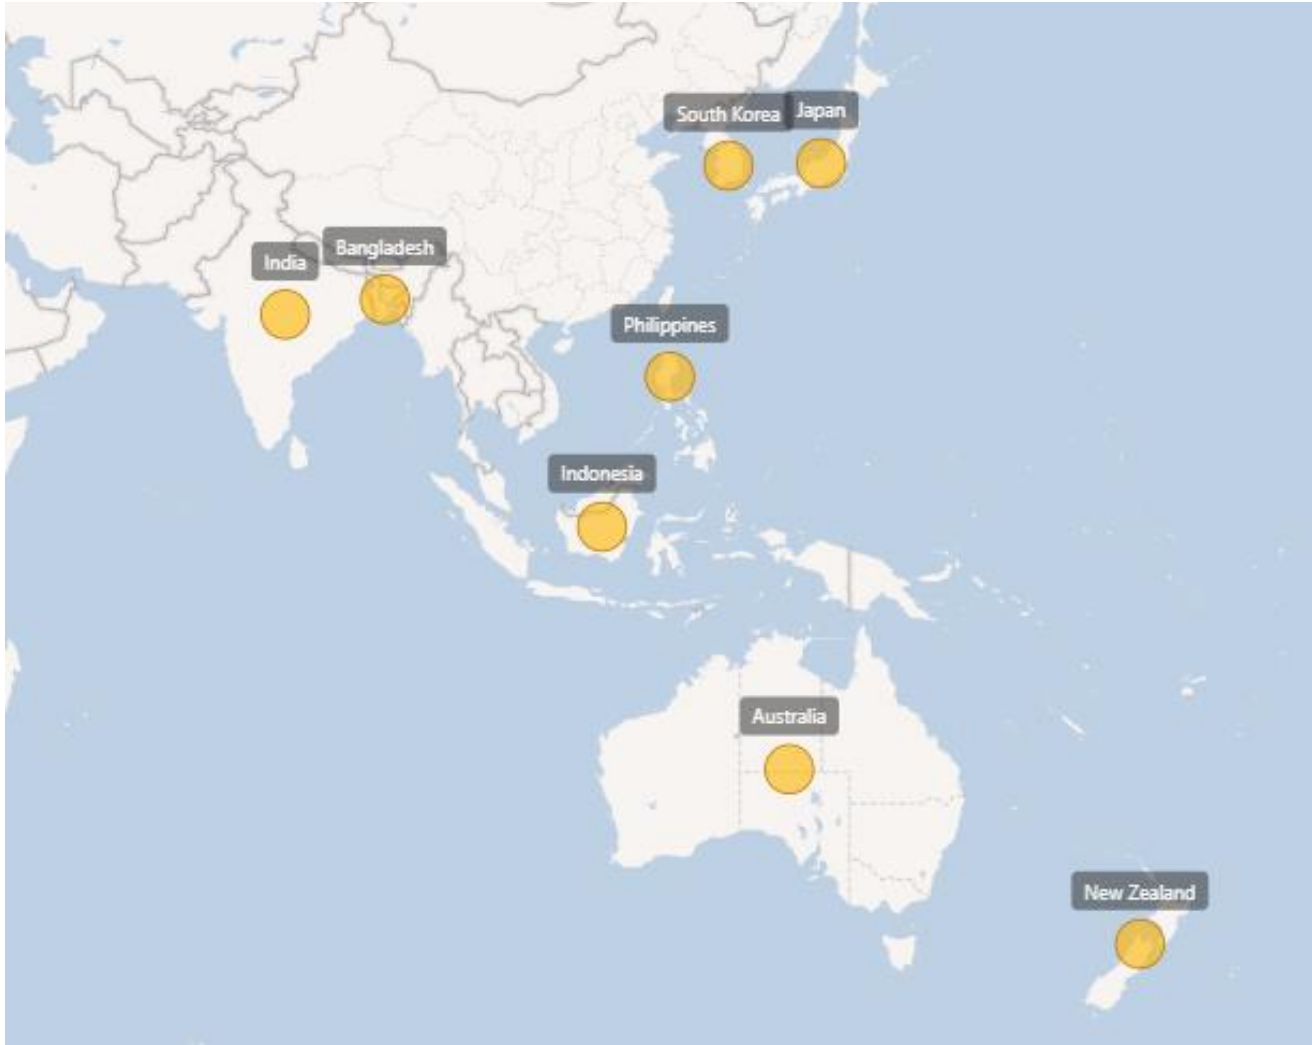 South Korea
Japan
Bangladesh
India
Philippines
Indonesia
Australia
New Zealand